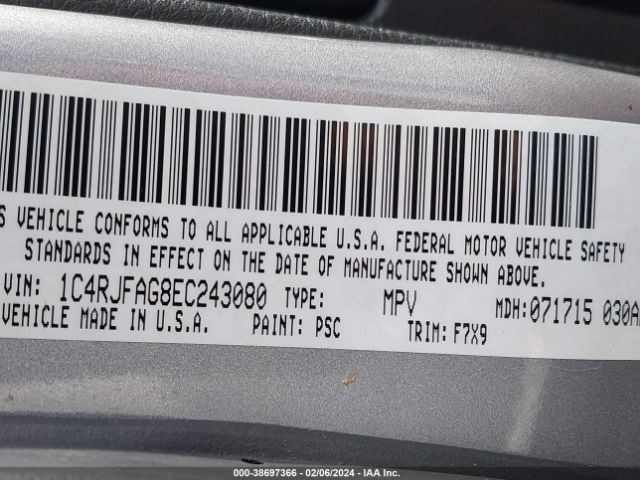 S VEHICLE CONFORMS TO ALL APPLICABLE U.S.A. FEDERAL MOTOR VEHICLE SAFETY
STANDARDS IN EFFECT ON THE DATE OF MANUFACTURE SHOWN ABOVE.
VIN: 1C4RJFAG8EC243080 TYPE: MPV MDH:071715 030A
VEHICLE MADE IN U.S.A. PAINT: PSC TRIM: F7X9
000-38697366 | 02/06/2024 | IAA Inc.